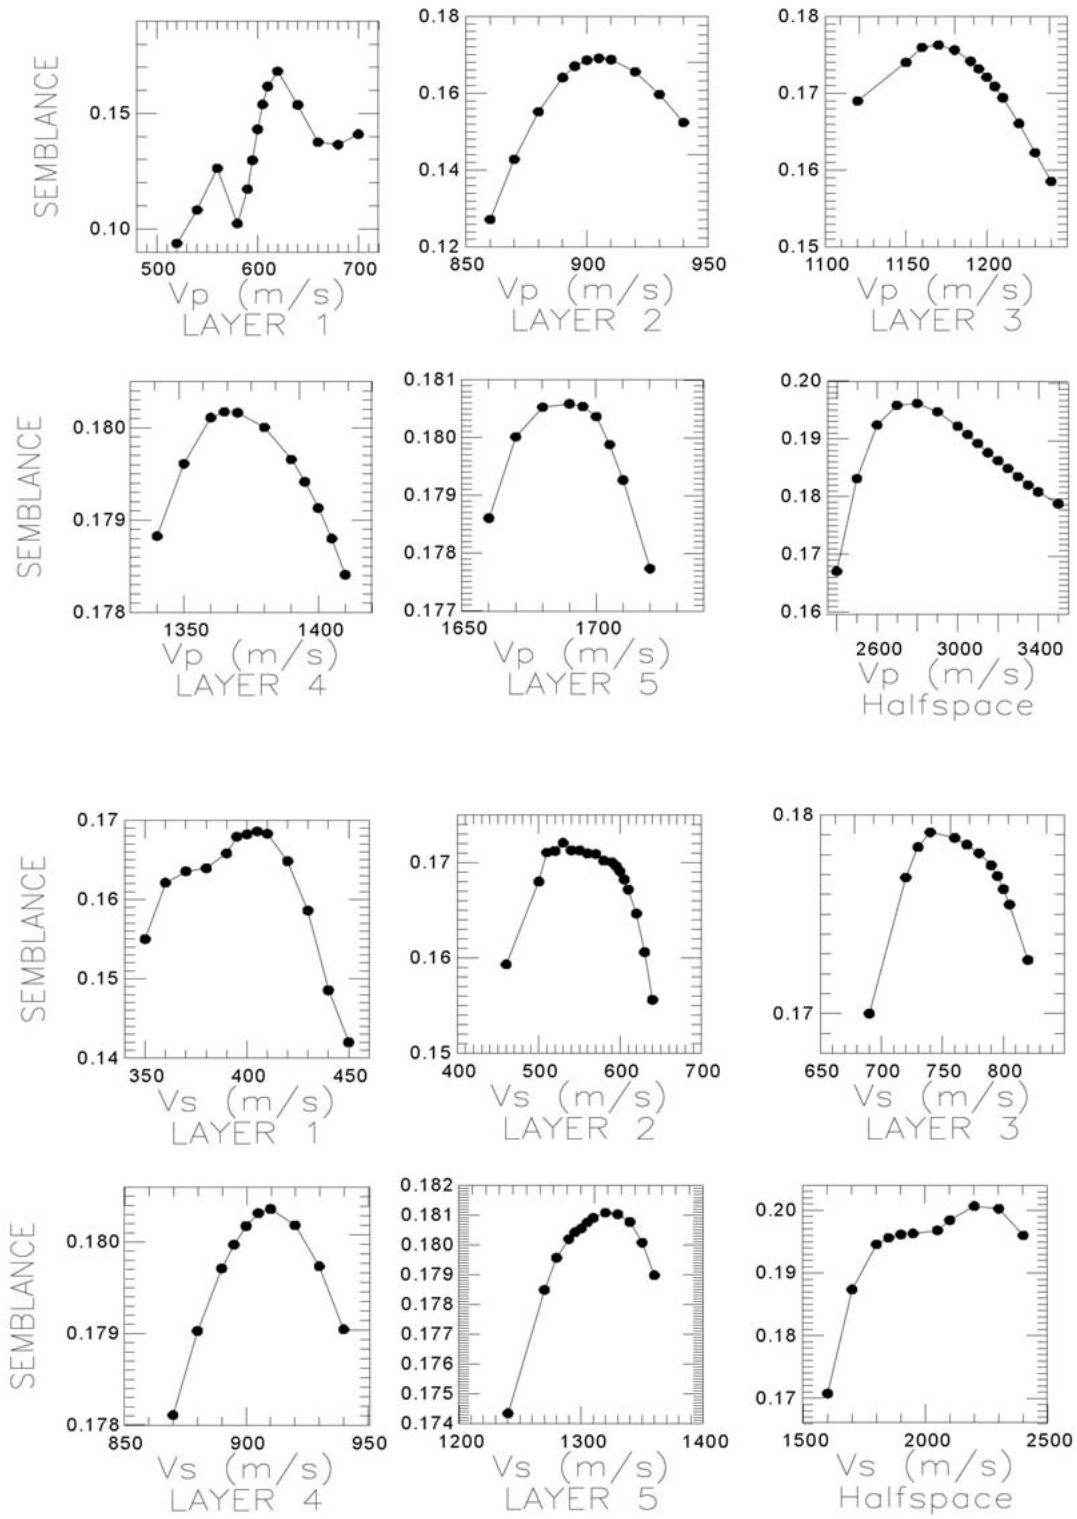 SEMBLANCE
0.15
0.10
500 600 700
Vp (m/s)
LAYER 1
0.18
0.16
0.14
0.12
850 900 950
Vp (m/s)
LAYER 2
0.18
0.17
0.16
0.15
1100 1150 1200
Vp (m/s)
LAYER 3
SEMBLANCE
0.180
0.179
0.178
1350 1400
Vp (m/s)
LAYER 4
0.181
0.180
0.179
0.178
0.177
1650 1700
Vp (m/s)
LAYER 5
0.20
0.19
0.18
0.17
0.16
2600 3000 3400
Vp (m/s)
Halfspace
SEMBLANCE
0.17
0.16
0.15
0.14
350 400 450
Vs (m/s)
LAYER 1
0.17
0.16
0.15
400 500 600 700
Vs (m/s)
LAYER 2
0.18
0.17
650 700 750 800
Vs (m/s)
LAYER 3
SEMBLANCE
0.180
0.179
0.178
850 900 950
Vs (m/s)
LAYER 4
0.182
0.181
0.180
0.179
0.178
0.177
0.176
0.175
0.174
1200 1300 1400
Vs (m/s)
LAYER 5
0.20
0.19
0.18
0.17
1500 2000 2500
Vs (m/s)
Halfspace